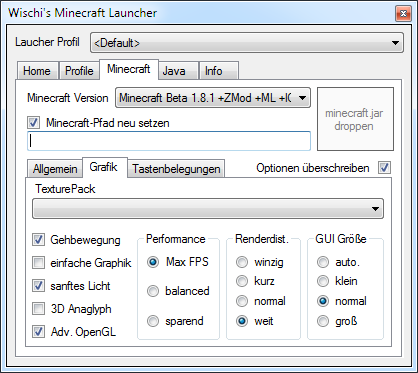 Wischi's Minecraft Launcher
Laucher Profil <Default>
Home Profile Minecraft Java Info
Minecraft Version Minecraft Beta 1.8.1 +ZMod +ML +I
Minecraft-Pfad neu setzen
minecraft.jar
droppen
Allgemein Grafik Tastenbelegungen Optionen überschreiben
TexturePack
Gehbewegung
einfache Graphik
sanftes Licht
3D Anaglyph
Adv. OpenGL
Performance
Max FPS
balanced
sparend
Renderdist.
winzig
kurz
normal
weit
GUI Größe
auto.
klein
normal
groß